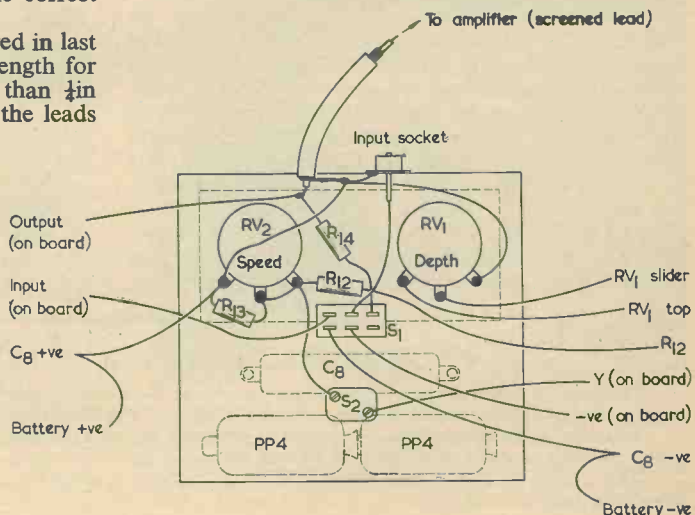 ed in last
ength for
than ¼in
the leads
To amplifier (screened lead)
Input socket
Output
(on board)
RV2
Speed
R14
RV1
Depth
Input
(on board)
R13
R12
S1
RV1 slider
RV1 top
R12
C8 +ve
C8
S2
Y (on board)
-ve (on board)
Battery +ve
PP4
PP4
C8 -ve
Battery -ve